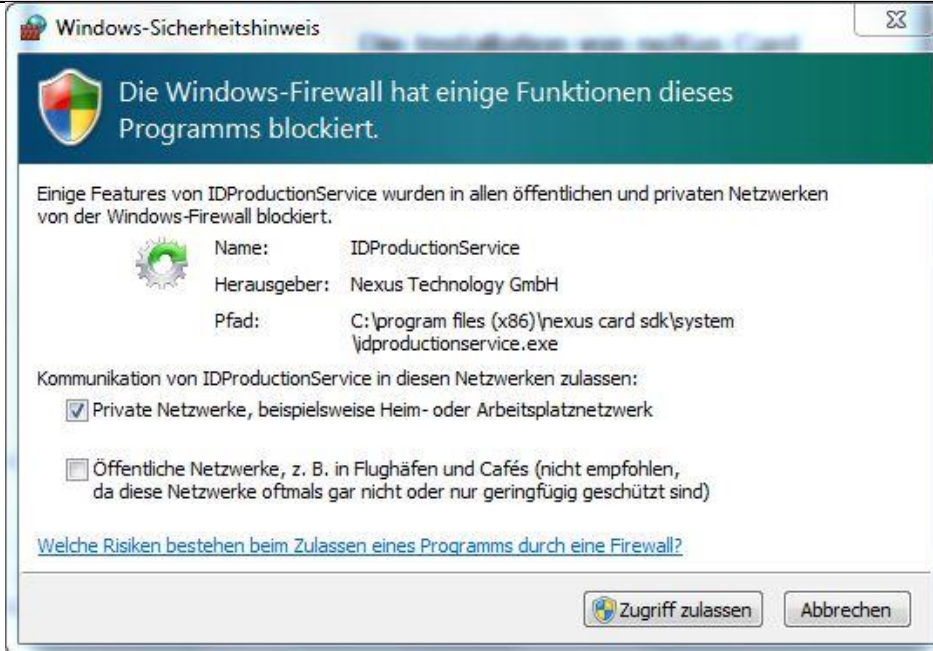 Windows-Sicherheitshinweis
Die Windows-Firewall hat einige Funktionen dieses
Programms blockiert.
Einige Features von IDProductionService wurden in allen öffentlichen und privaten Netzwerken
von der Windows-Firewall blockiert.
Name: IDProductionService
Herausgeber: Nexus Technology GmbH
Pfad: C:\program files (x86)\nexus card sdk\system
\idproductionservice.exe
Kommunikation von IDProductionService in diesen Netzwerken zulassen:
Private Netzwerke, beispielsweise Heim- oder Arbeitsplatznetzwerk
Öffentliche Netzwerke, z. B. in Flughäfen und Cafés (nicht empfohlen,
da diese Netzwerke oftmals gar nicht oder nur geringfügig geschützt sind)
Welche Risiken bestehen beim Zulassen eines Programms durch eine Firewall?
Zugriff zulassen Abbrechen